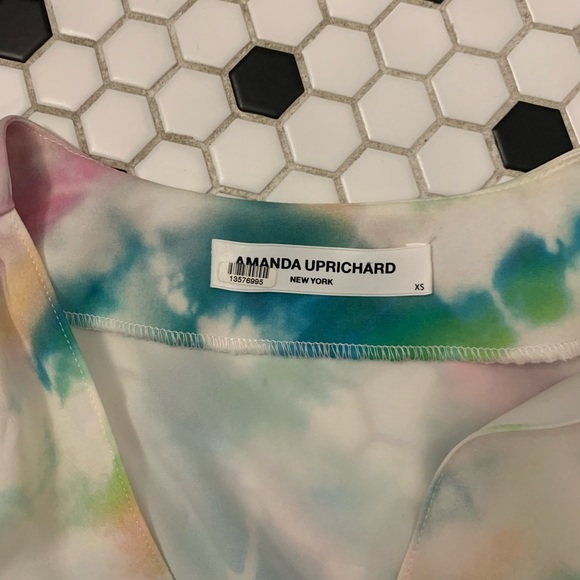 AMANDA UPRICHARD
NEW YORK
XS
13576995